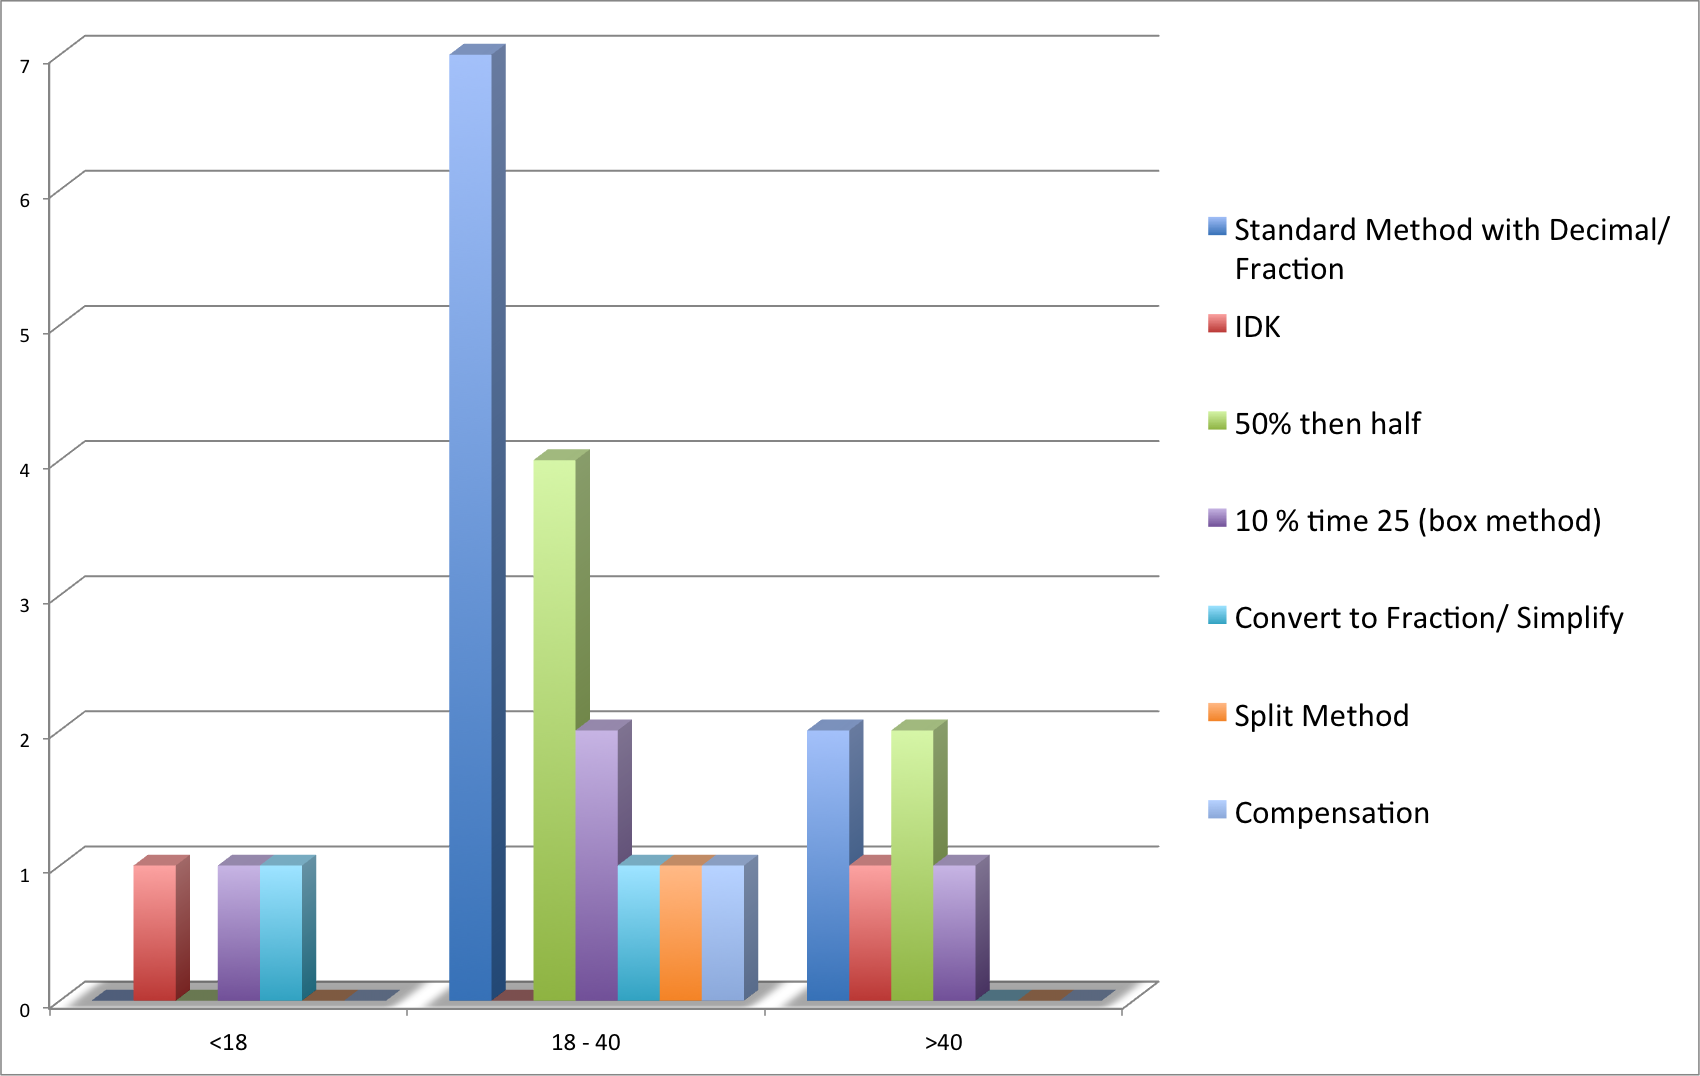 7
6
5
4
3
2
1
0
<18
18 - 40
>40
Standard Method with Decimal/
Fraction
IDK
50% then half
10 % time 25 (box method)
Convert to Fraction/ Simplify
Split Method
Compensation